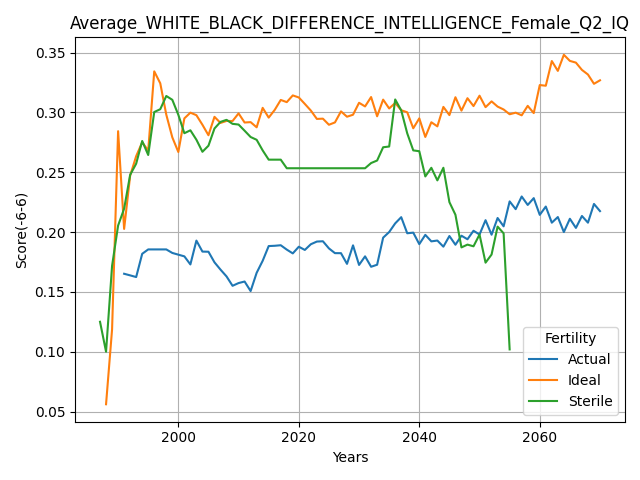 Average_WHITE_BLACK_DIFFERENCE_INTELLIGENCE_Female_Q2_IQ
Score(-6-6)
0.35
0.30
0.25
0.20
0.15
0.10
0.05
Fertility
Actual
Ideal
Sterile
2000
2020
2040
2060
Years